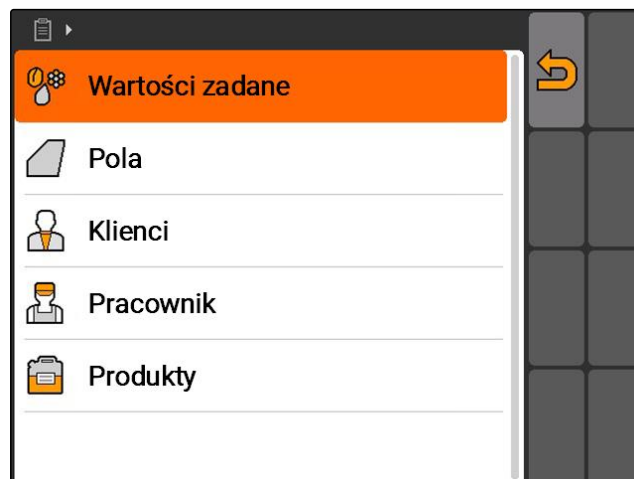 Wartości zadane
Pola
Klienci
Pracownik
Produkty